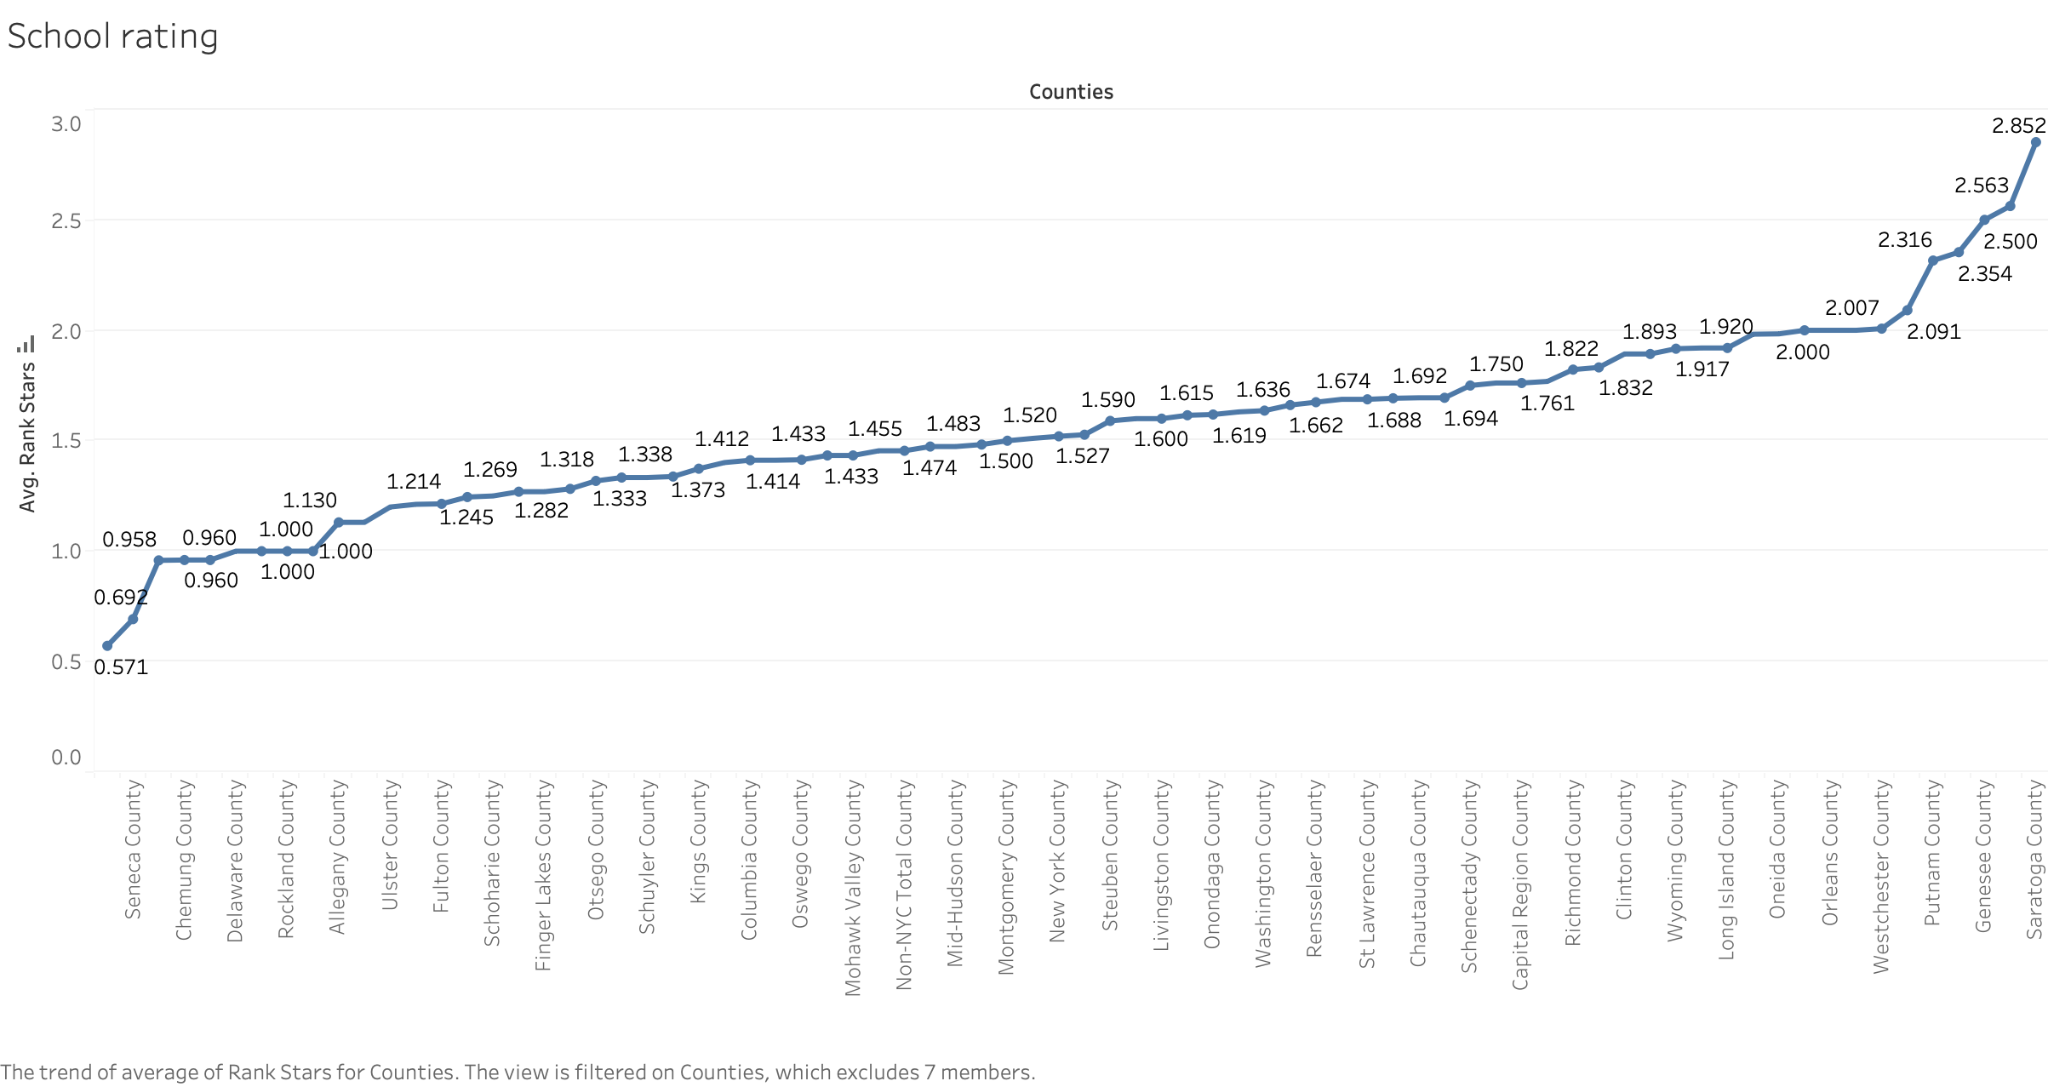 School rating
Counties
Avg. Rank Stars
3.0
2.5
2.0
1.5
1.0
0.5
0.0
0.571
0.692
0.958
0.960
0.960
1.000
1.000
1.000
1.130
1.214
1.245
1.269
1.282
1.318
1.333
1.338
1.373
1.412
1.414
1.433
1.433
1.455
1.474
1.483
1.500
1.520
1.527
1.590
1.600
1.615
1.619
1.636
1.662
1.674
1.688
1.692
1.694
1.750
1.761
1.822
1.832
1.893
1.917
1.920
2.000
2.007
2.091
2.316
2.354
2.500
2.563
2.852
Seneca County
Chemung County
Delaware County
Rockland County
Allegany County
Ulster County
Fulton County
Schoharie County
Finger Lakes County
Otsego County
Schuyler County
Kings County
Columbia County
Oswego County
Mohawk Valley County
Non-NYC Total County
Mid-Hudson County
Montgomery County
New York County
Steuben County
Livingston County
Onondaga County
Washington County
Rensselaer County
St Lawrence County
Chautauqua County
Schenectady County
Capital Region County
Richmond County
Clinton County
Wyoming County
Long Island County
Oneida County
Orleans County
Westchester County
Putnam County
Genesee County
Saratoga County
The trend of average of Rank Stars for Counties. The view is filtered on Counties, which excludes 7 members.